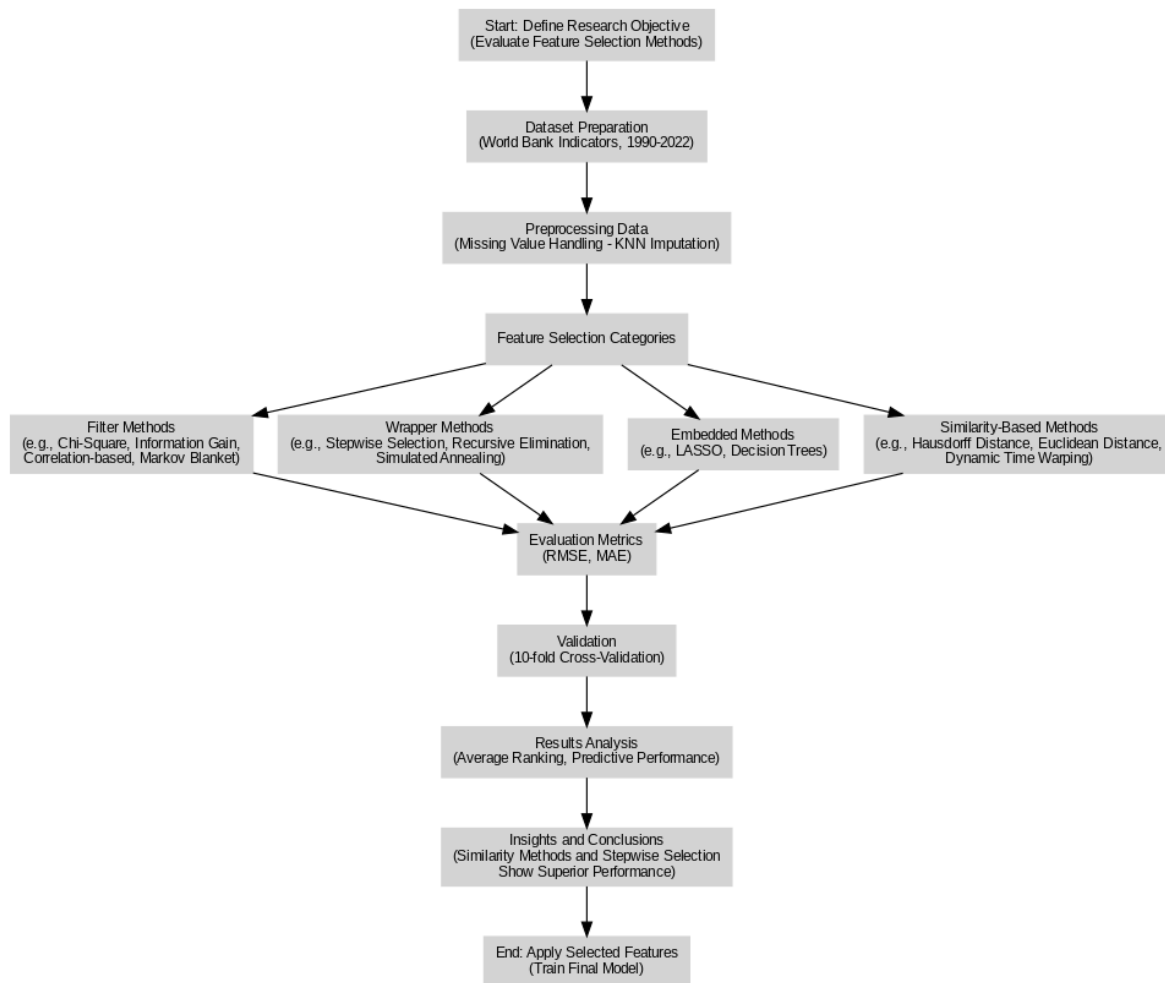 Start: Define Research Objective
(Evaluate Feature Selection Methods)
Dataset Preparation
(World Bank Indicators, 1990-2022)
Preprocessing Data
(Missing Value Handling - KNN Imputation)
Feature Selection Categories
Filter Methods
(e.g., Chi-Square, Information Gain,
Correlation-based, Markov Blanket)
Wrapper Methods
(e.g., Stepwise Selection, Recursive Elimination,
Simulated Annealing)
Embedded Methods
(e.g., LASSO, Decision Trees)
Similarity-Based Methods
(e.g., Hausdorff Distance, Euclidean Distance,
Dynamic Time Warping)
Evaluation Metrics
(RMSE, MAE)
Validation
(10-fold Cross-Validation)
Results Analysis
(Average Ranking, Predictive Performance)
Insights and Conclusions
(Similarity Methods and Stepwise Selection
Show Superior Performance)
End: Apply Selected Features
(Train Final Model)